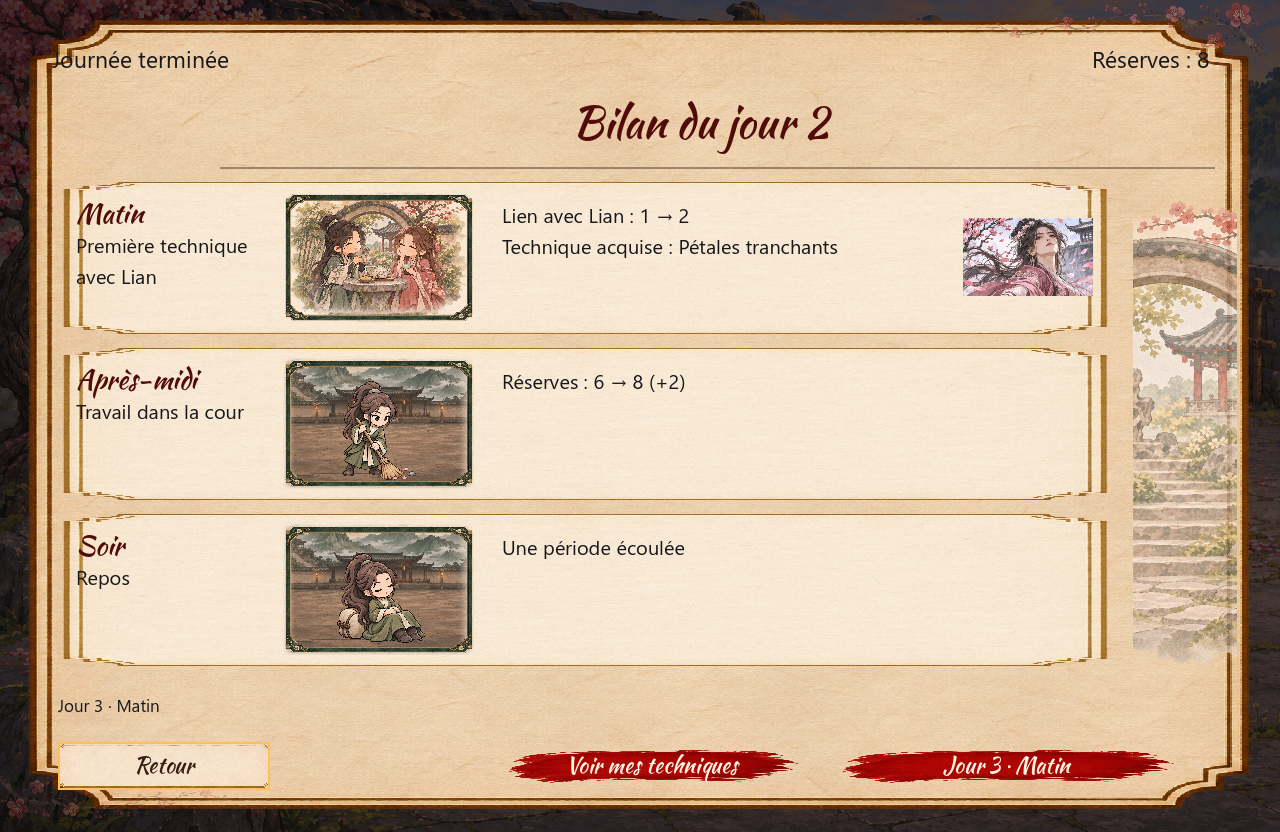 Journée terminée
Réserves : 8
Bilan du jour 2
Matin
Première technique
avec Lian
Lien avec Lian : 1 → 2
Technique acquise : Pétales tranchants
Après-midi
Travail dans la cour
Réserves : 6 → 8 (+2)
Soir
Repos
Une période écoulée
Jour 3 · Matin
Retour
Voir mes techniques
Jour 3 · Matin